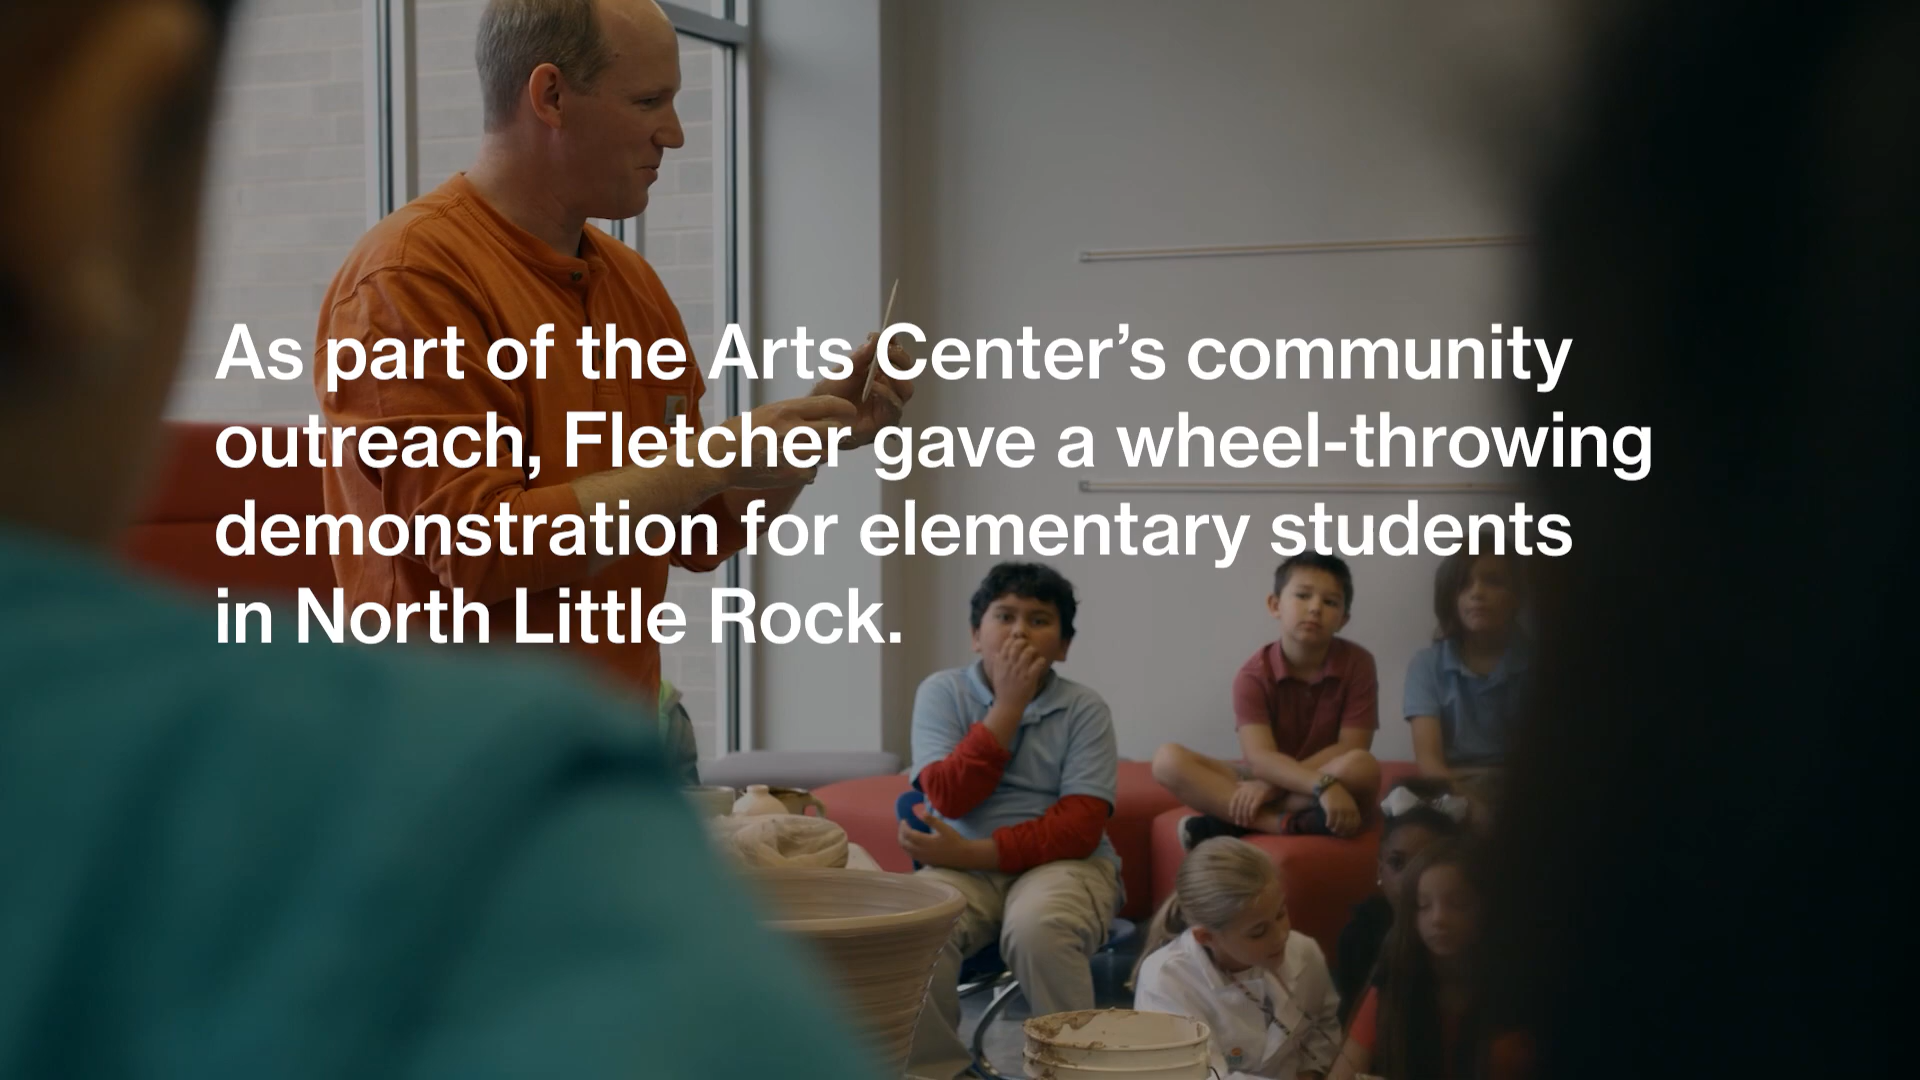 As part of the Arts Center’s community
outreach, Fletcher gave a wheel-throwing
demonstration for elementary students
in North Little Rock.